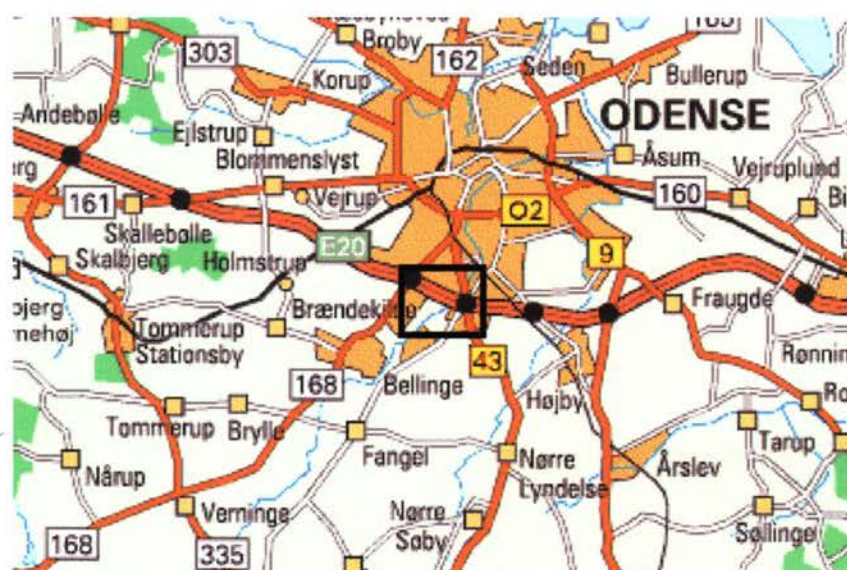 303
Broby
162
Seden
Korup
Bullerup
Andebølle
ODENSE
Ejlstrup
Blommenslyst
Åsum
Vejruplund
161
Vejrup
O2
160
Skallebølle
E20
9
Skalbjerg
Holmstrup
Brændekilde
Fraugde
Tommerup
Stationsby
43
168
Bellinge
Højby
Tommerup
Brylle
Tarup
Nårup
Fangel
Nørre
Lyndelse
Årslev
Verninge
Nørre
Søby
Søllinge
168
335